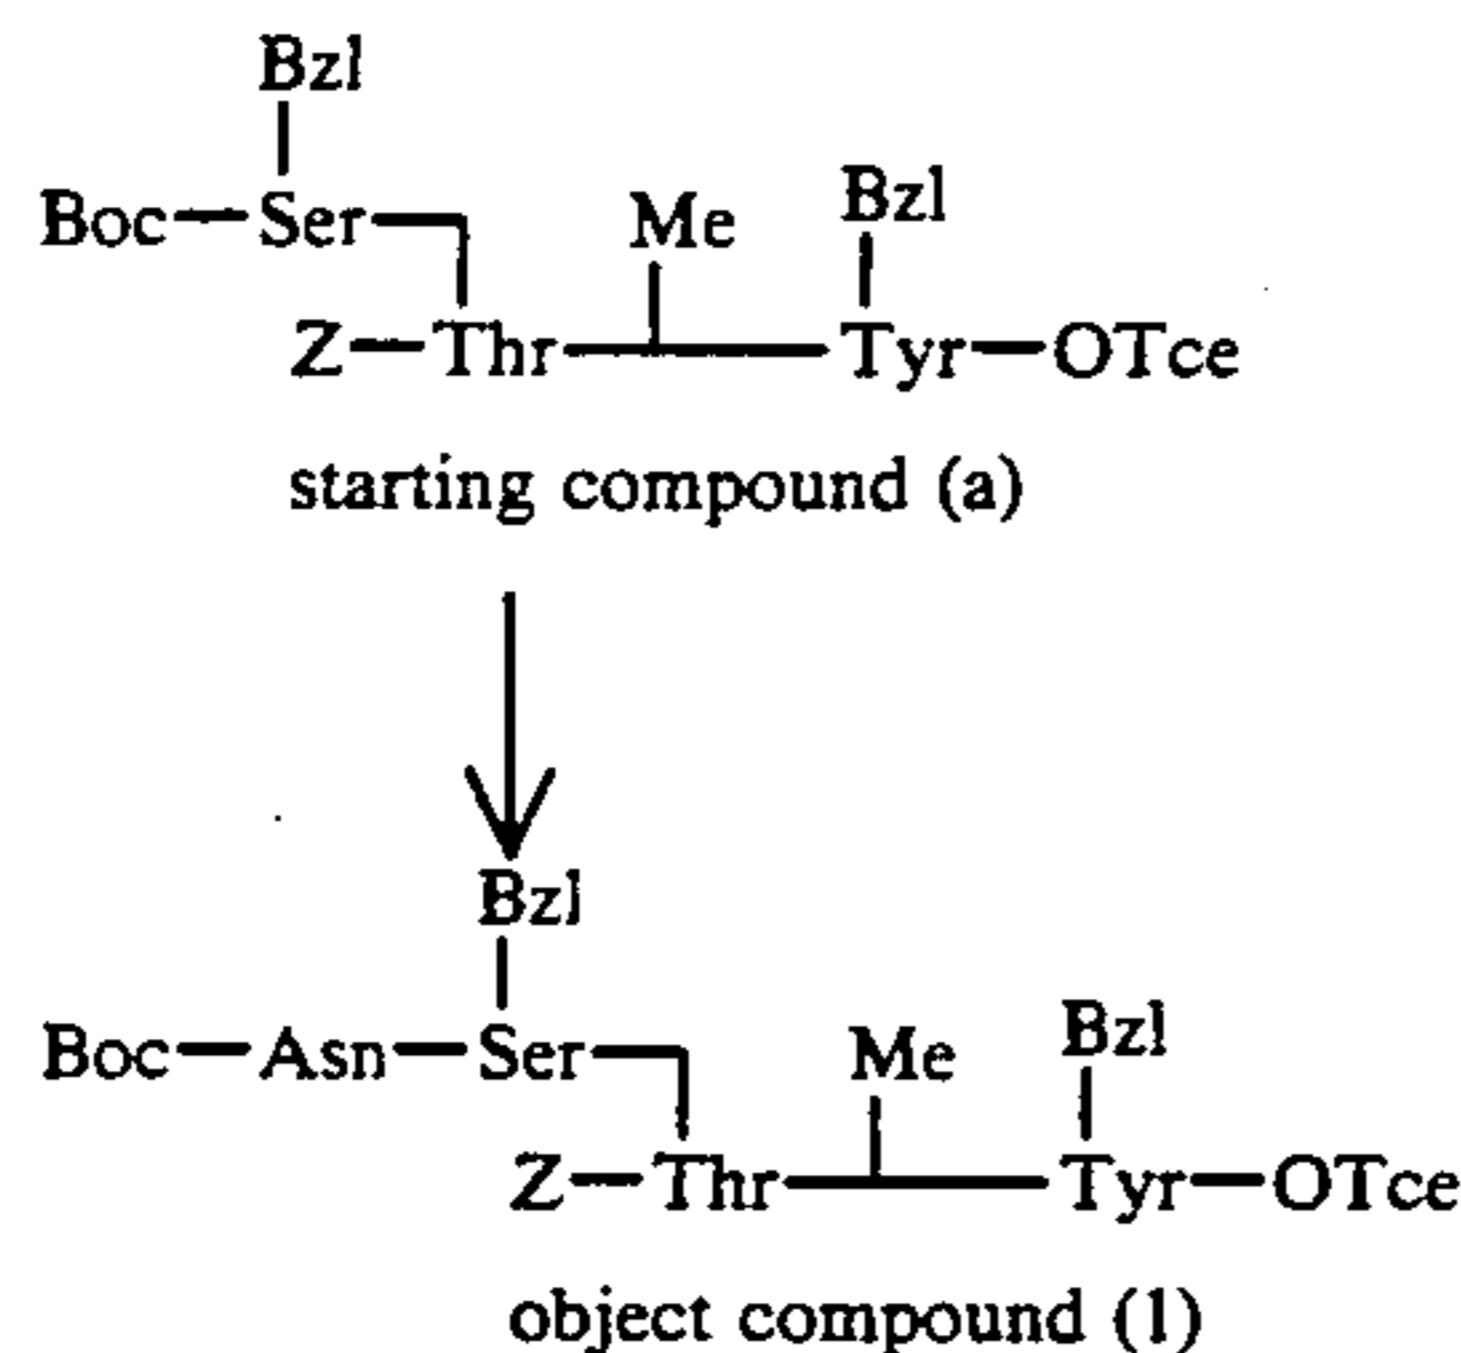 Bzl
Boc—Ser
Me
Bzl
Z—Thr
Tyr—OTce
starting compound (a)
Bzl
Boc—Asn—Ser
Me
Bzl
Z—Thr
Tyr—OTce
object compound (1)